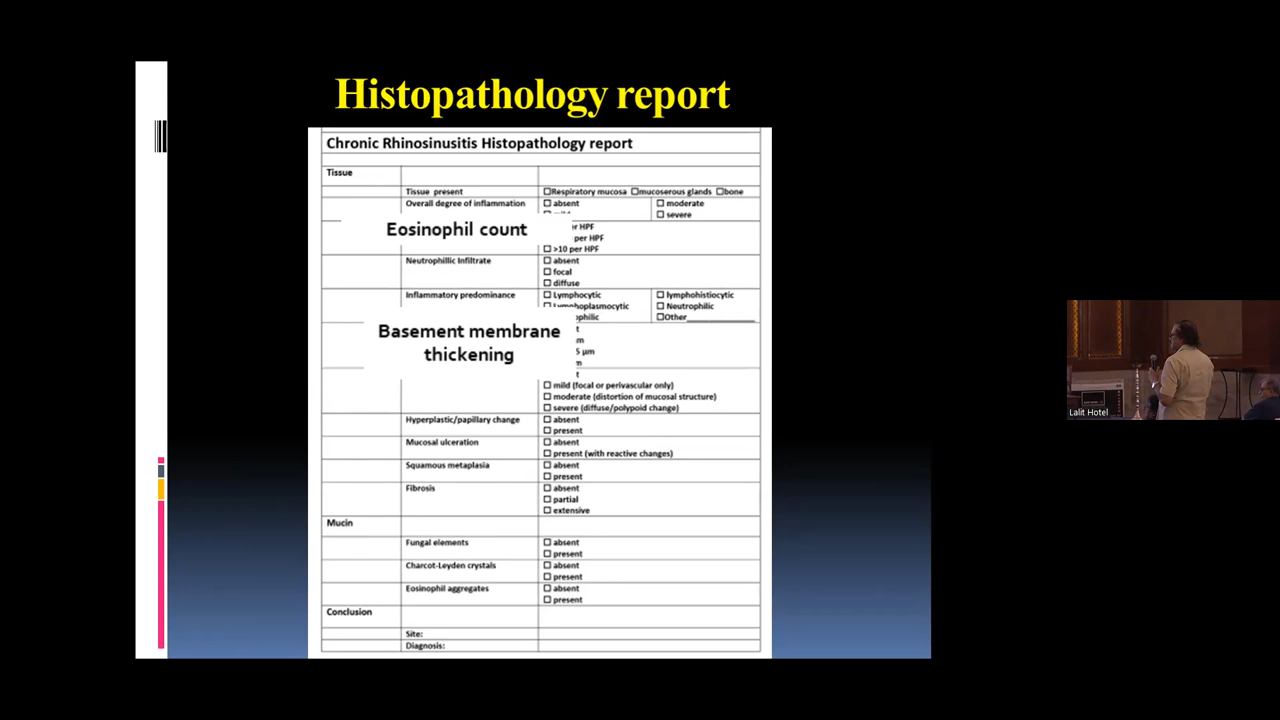 Histopathology report
Chronic Rhinosinusitis Histopathology report
Tissue
Tissue present ☐Respiratory mucosa ☐mucoserous glands ☐bone
Overall degree of inflammation ☐ absent ☐ moderate
☐ severe
Eosinophil count
per HPF
☐ >10 per HPF
Neutrophillic Infiltrate ☐ absent
☐ focal
☐ diffuse
Inflammatory predominance ☐ Lymphocytic ☐ lymphohistiocytic
☐ Lymphoplasmocytic ☐ Neutrophilic
☐Other
Basement membrane
thickening
5 µm
☐ mild (focal or perivascular only)
☐ moderate (distortion of mucosal structure)
☐ severe (diffuse/polypoid change)
Hyperplastic/papillary change ☐ absent
☐ present
Mucosal ulceration ☐ absent
☐ present (with reactive changes)
Squamous metaplasia ☐ absent
☐ present
Fibrosis ☐ absent
☐ partial
☐ extensive
Mucin
Fungal elements ☐ absent
☐ present
Charcot-Leyden crystals ☐ absent
☐ present
Eosinophil aggregates ☐ absent
☐ present
Conclusion
Site:
Diagnosis:
Lalit Hotel